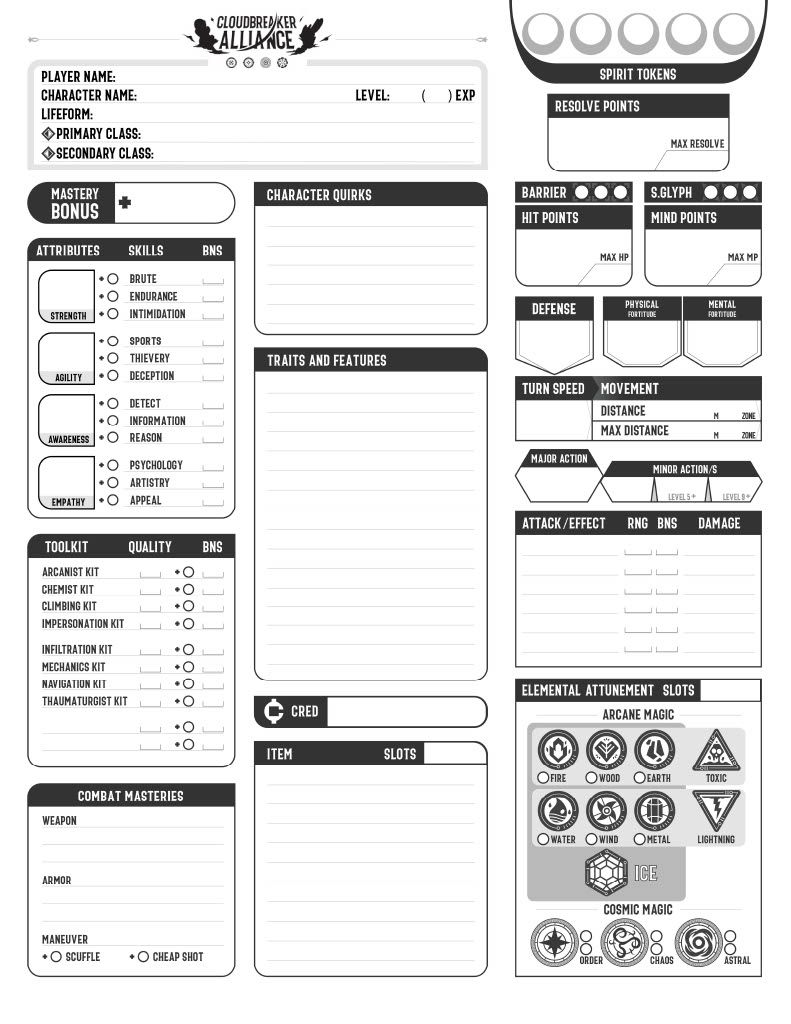 CLOUDBREAKER
ALLIANCE
PLAYER NAME:
CHARACTER NAME: LEVEL: ( ) EXP
LIFEFORM:
PRIMARY CLASS:
SECONDARY CLASS:
SPIRIT TOKENS
RESOLVE POINTS
MAX RESOLVE
MASTERY
BONUS +
ATTRIBUTES SKILLS BNS
STRENGTH
+ BRUTE
+ ENDURANCE
+ INTIMIDATION
AGILITY
+ SPORTS
+ THIEVERY
+ DECEPTION
AWARENESS
+ DETECT
+ INFORMATION
+ REASON
EMPATHY
+ PSYCHOLOGY
+ ARTISTRY
+ APPEAL
TOOLKIT QUALITY BNS
ARCANIST KIT +
CHEMIST KIT +
CLIMBING KIT +
IMPERSONATION KIT +
INFILTRATION KIT +
MECHANICS KIT +
NAVIGATION KIT +
THAUMATURGIST KIT +
+
+
COMBAT MASTERIES
WEAPON
ARMOR
MANEUVER
+ SCUFFLE + CHEAP SHOT
CHARACTER QUIRKS
TRAITS AND FEATURES
CRED
ITEM SLOTS
BARRIER
S.GLYPH
HIT POINTS
MAX HP
MIND POINTS
MAX MP
DEFENSE
PHYSICAL
FORTITUDE
MENTAL
FORTITUDE
TURN SPEED MOVEMENT
DISTANCE M ZONE
MAX DISTANCE M ZONE
MAJOR ACTION
MINOR ACTION/S
LEVEL 5+ LEVEL 8+
ATTACK/EFFECT RNG BNS DAMAGE
ELEMENTAL ATTUNEMENT SLOTS
ARCANE MAGIC
FIRE WOOD EARTH TOXIC
WATER WIND METAL LIGHTNING
ICE
COSMIC MAGIC
ORDER CHAOS ASTRAL